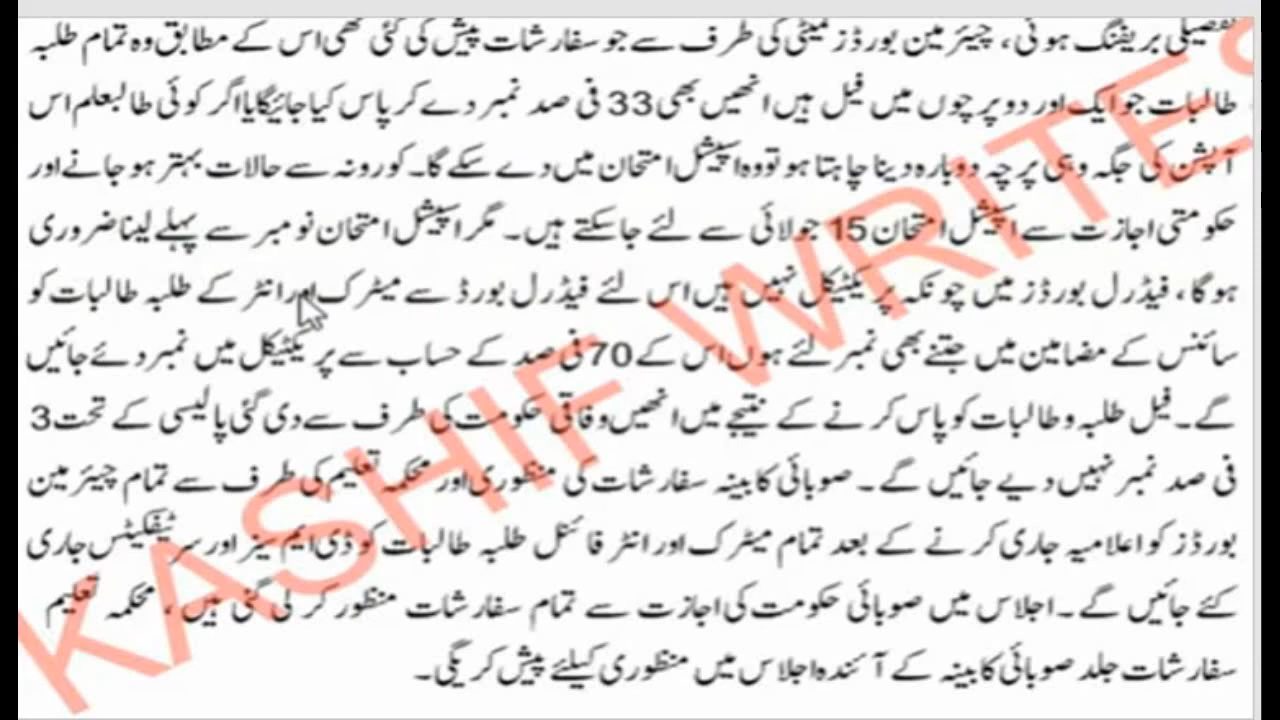 تفصیلی بریفنگ ہوئی، چیئرمین بورڈز کمیٹی کی طرف سے جو سفارشات پیش کی گئی تھی اس کے مطابق وہ تمام طلبہ
طالبات جو ایک اور دو پرچوں میں فیل ہیں انھیں بھی 33 فی صد نمبر دے کر پاس کیا جائیگا یا اگر کوئی طالبعلم اس
آپشن کی جگہ وہی پرچہ دوبارہ دینا چاہتا ہو تو وہ اسپیشل امتحان میں دے سکے گا۔ کورونہ سے حالات بہتر ہو جانے اور
حکومتی اجازت سے اسپیشل امتحان 15 جولائی سے لئے جاسکتے ہیں۔ مگر اسپیشل امتحان نومبر سے پہلے لینا ضروری
ہوگا، فیڈرل بورڈز میں چونکہ پریکٹیکل نہیں ہیں اس لئے فیڈرل بورڈ سے میٹرک اور انٹر کے طلبہ طالبات کو
سائنس کے مضامین میں جتنے بھی نمبر لئے ہوں اس کے 70 فی صد کے حساب سے پریکٹیکل میں نمبر دئے جائیں
گے۔ فیل طلبہ و طالبات کو پاس کرنے کے نتیجے میں انھیں وفاقی حکومت کی طرف سے دی گئی پالیسی کے تحت 3
فی صد نمبر نہیں دیے جائیں گے۔ صوبائی کابینہ سفارشات کی منظوری اور محکمہ تعلیم کی طرف سے تمام چیئرمین
بورڈز کو اعلامیہ جاری کرنے کے بعد تمام میٹرک اور انٹر فائنل طلبہ طالبات کو ڈی ایم سیز اور سرٹیفکیٹس جاری
کئے جائیں گے۔ اجلاس میں صوبائی حکومت کی اجازت سے تمام سفارشات منظور کر لی گئی ہیں، محکمہ تعلیم
سفارشات جلد صوبائی کابینہ کے آئندہ اجلاس میں منظوری کیلئے پیش کریگی۔
KASHIF WRITES